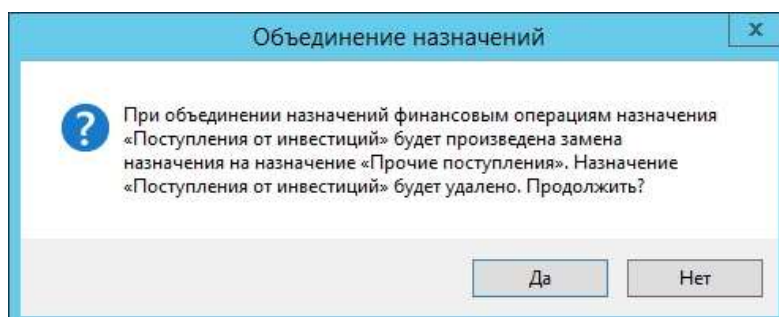 Объединение назначений
x
?
При объединении назначений финансовым операциям назначения
«Поступления от инвестиций» будет произведена замена
назначения на назначение «Прочие поступления». Назначение
«Поступления от инвестиций» будет удалено. Продолжить?
Да
Нет